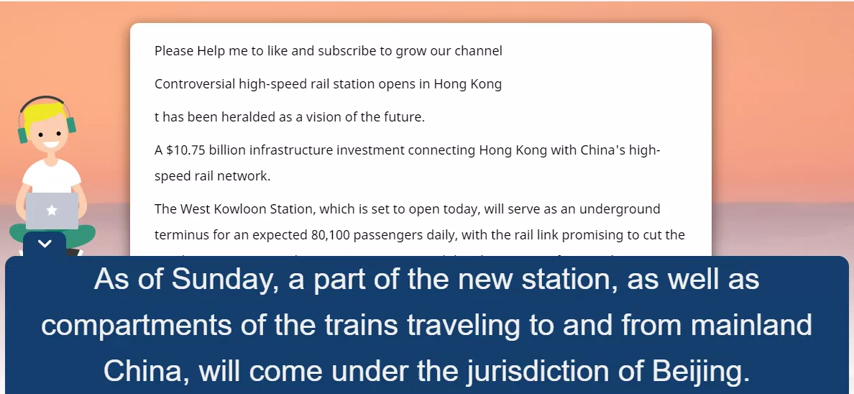 Please Help me to like and subscribe to grow our channel
Controversial high-speed rail station opens in Hong Kong
t has been heralded as a vision of the future.
A $10.75 billion infrastructure investment connecting Hong Kong with China's high-
speed rail network.
The West Kowloon Station, which is set to open today, will serve as an underground
terminus for an expected 80,100 passengers daily, with the rail link promising to cut the
As of Sunday, a part of the new station, as well as
compartments of the trains traveling to and from mainland
China, will come under the jurisdiction of Beijing.